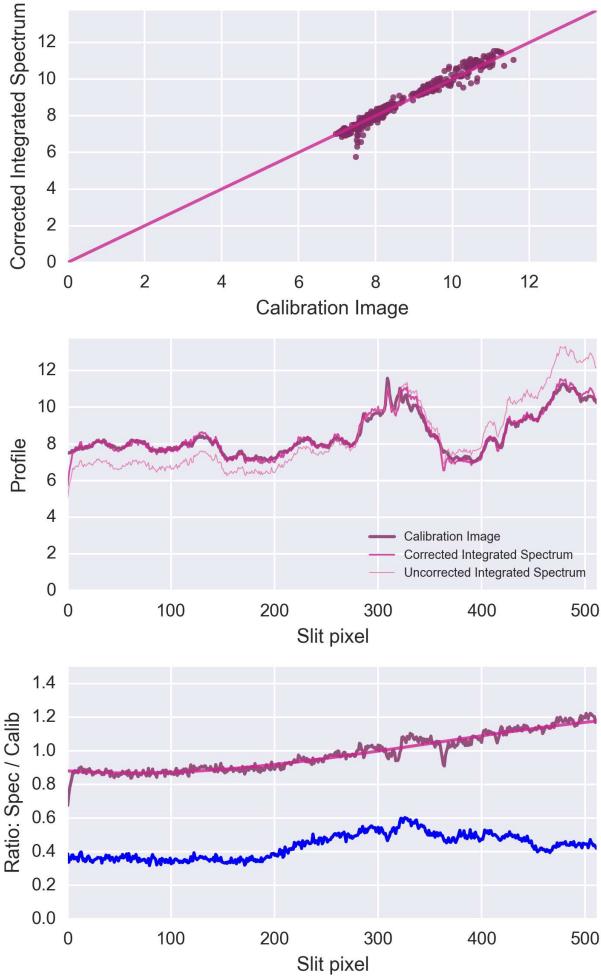 12
10
8
6
4
2
0
Corrected Integrated Spectrum
0 2 4 6 8 10 12
Calibration Image
12
10
8
6
4
2
0
Profile
Calibration Image
Corrected Integrated Spectrum
Uncorrected Integrated Spectrum
0 100 200 300 400 500
Slit pixel
1.4
1.2
1.0
0.8
0.6
0.4
0.2
0.0
Ratio: Spec / Calib
0 100 200 300 400 500
Slit pixel